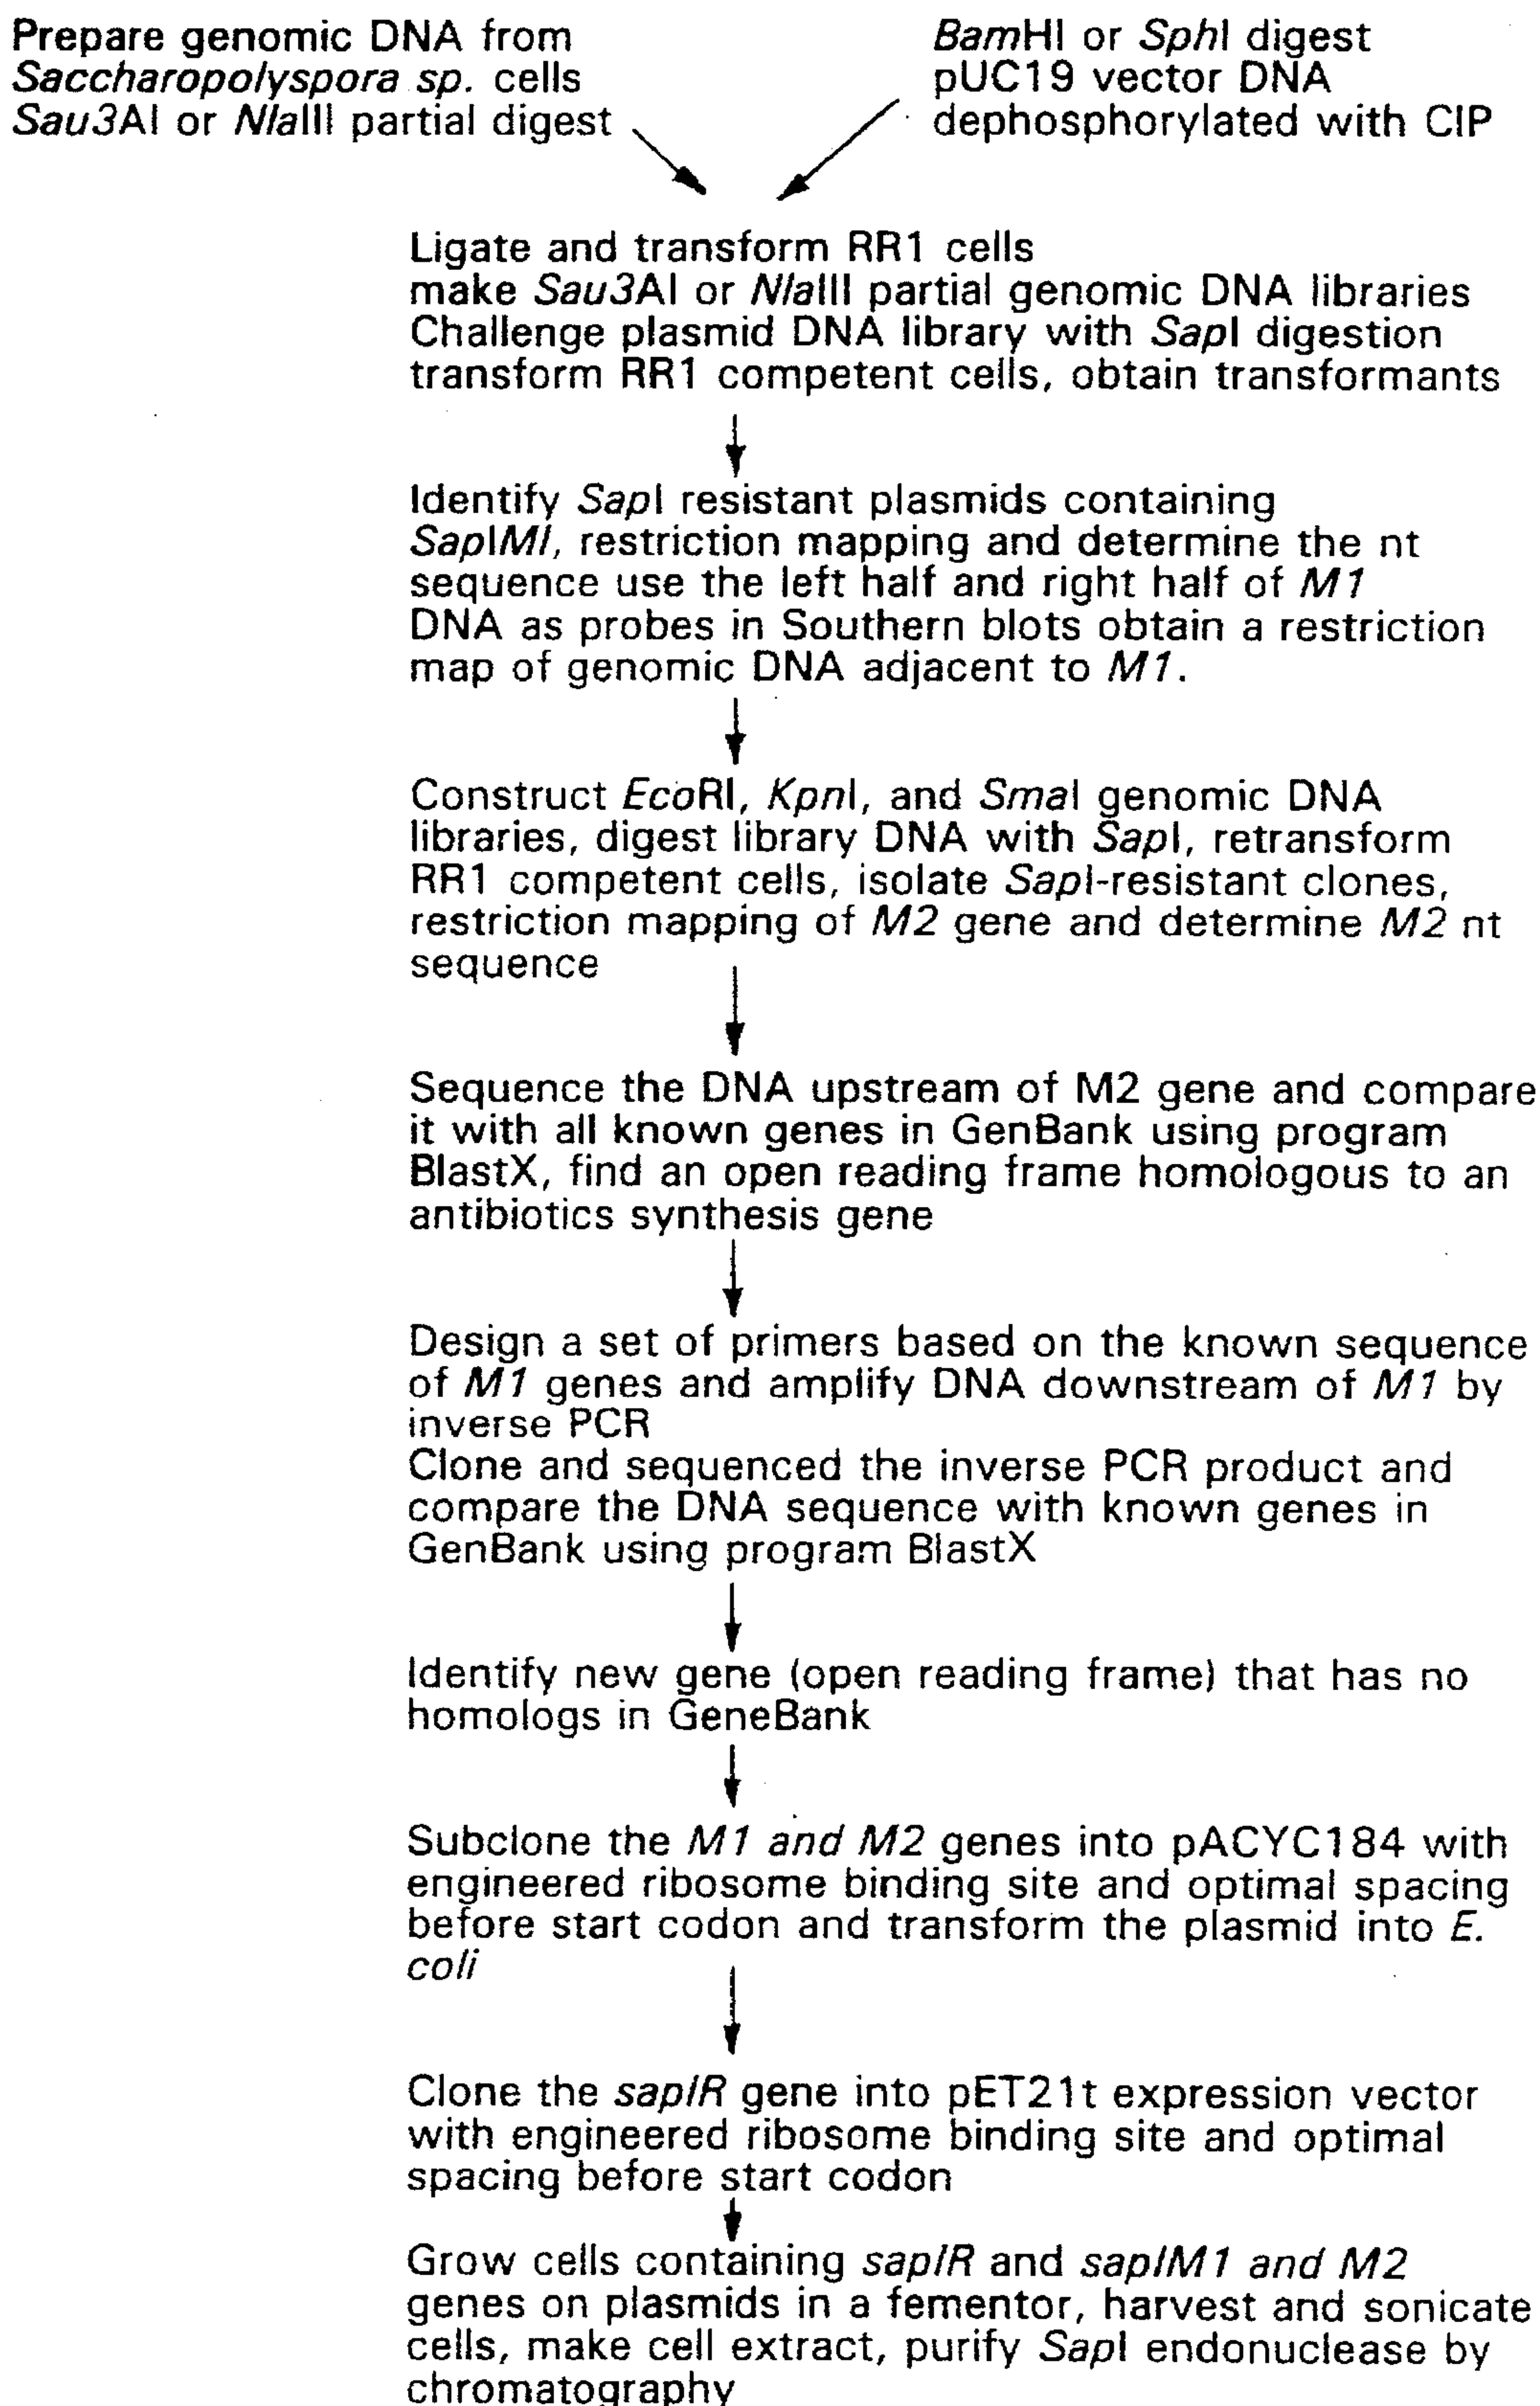 Prepare genomic DNA from
Saccharopolyspora sp. cells
Sau3AI or NlaIII partial digest
BamHI or SphI digest
pUC19 vector DNA
dephosphorylated with CIP
Ligate and transform RR1 cells
make Sau3AI or NlaIII partial genomic DNA libraries
Challenge plasmid DNA library with SapI digestion
transform RR1 competent cells, obtain transformants
Identify SapI resistant plasmids containing
SapIMI, restriction mapping and determine the nt
sequence use the left half and right half of M1
DNA as probes in Southern blots obtain a restriction
map of genomic DNA adjacent to M1.
Construct EcoRI, KpnI, and SmaI genomic DNA
libraries, digest library DNA with SapI, retransform
RR1 competent cells, isolate SapI-resistant clones,
restriction mapping of M2 gene and determine M2 nt
sequence
Sequence the DNA upstream of M2 gene and compare
it with all known genes in GenBank using program
BlastX, find an open reading frame homologous to an
antibiotics synthesis gene
Design a set of primers based on the known sequence
of M1 genes and amplify DNA downstream of M1 by
inverse PCR
Clone and sequenced the inverse PCR product and
compare the DNA sequence with known genes in
GenBank using program BlastX
Identify new gene (open reading frame) that has no
homologs in GeneBank
Subclone the M1 and M2 genes into pACYC184 with
engineered ribosome binding site and optimal spacing
before start codon and transform the plasmid into E.
coli
Clone the sapIR gene into pET21t expression vector
with engineered ribosome binding site and optimal
spacing before start codon
Grow cells containing sapIR and sapIM1 and M2
genes on plasmids in a fementor, harvest and sonicate
cells, make cell extract, purify SapI endonuclease by
chromatography